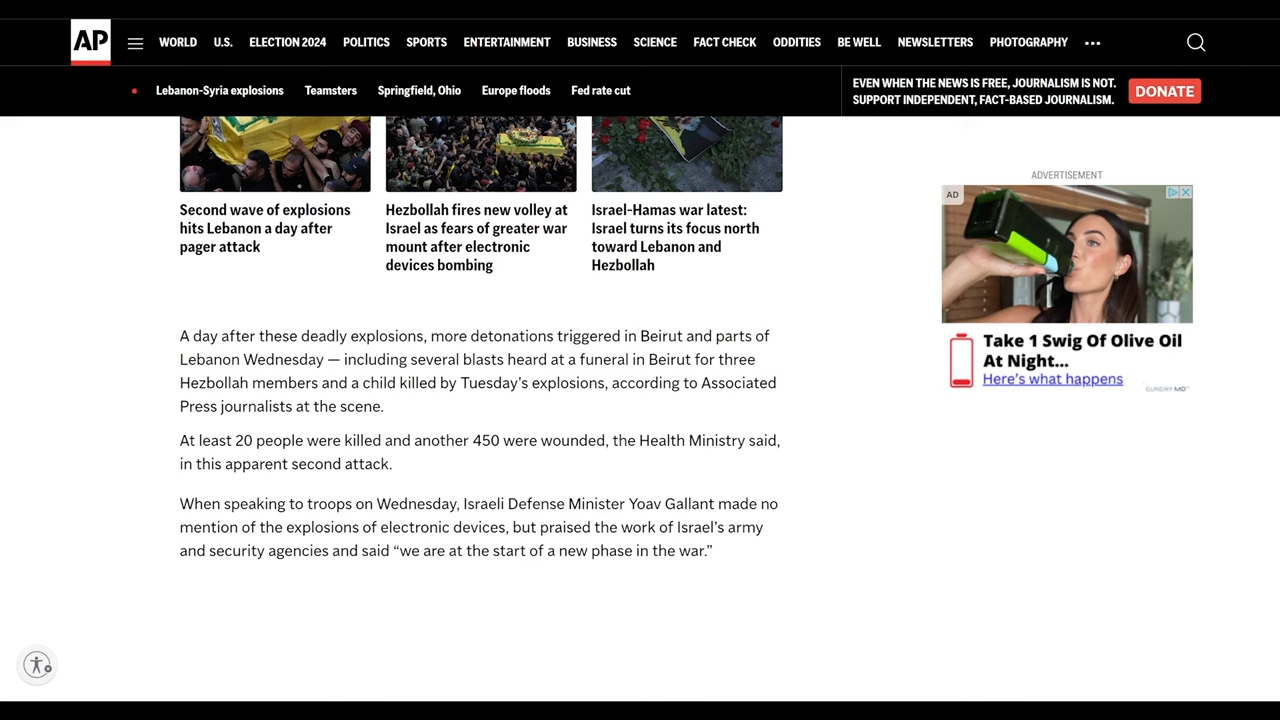 AP
WORLD
U.S.
ELECTION 2024
POLITICS
SPORTS
ENTERTAINMENT
BUSINESS
SCIENCE
FACT CHECK
BE WELL
NEWSLETTERS
PHOTOGRAPHY
Lebanon-Syria explosions
Teamsters
Springfield, Ohio
Europe floods
Fed rate cut
EVEN WHEN THE NEWS IS FREE, JOURNALISM IS NOT.
SUPPORT INDEPENDENT, FACT-BASED JOURNALISM.
DONATE
Second wave of explosions
hits Lebanon a day after
pager attack
Hezbollah fires new volley at
Israel as fears of greater war
mount after electronic
devices bombing
Israel-Hamas war latest:
Israel turns its focus north
toward Lebanon and
Hezbollah
A day after these deadly explosions, more detonations triggered in Beirut and parts of
Lebanon Wednesday — including several blasts heard at a funeral in Beirut for three
Hezbollah members and a child killed by Tuesday’s explosions, according to Associated
Press journalists at the scene.
At least 20 people were killed and another 450 were wounded, the Health Ministry said,
in this apparent second attack.
When speaking to troops on Wednesday, Israeli Defense Minister Yoav Gallant made no
mention of the explosions of electronic devices, but praised the work of Israel’s army
and security agencies and said “we are at the start of a new phase in the war.”
ADVERTISEMENT
AD
Take 1 Swig Of Olive Oil
At Night...
Here's what happens
GUNDRY MD™